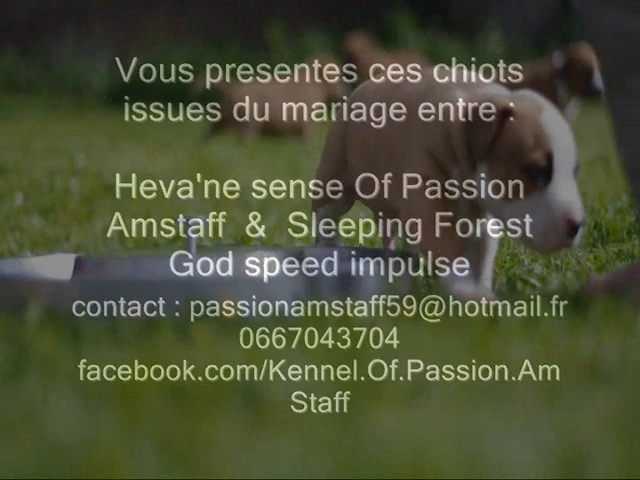 Vous presentes ces chiots
issues du mariage entre :
Heva'ne sense Of Passion
Amstaff & Sleeping Forest
God speed impulse
contact : passionamstaff59@hotmail.fr
0667043704
facebook.com/Kennel.Of.Passion.Am
Staff